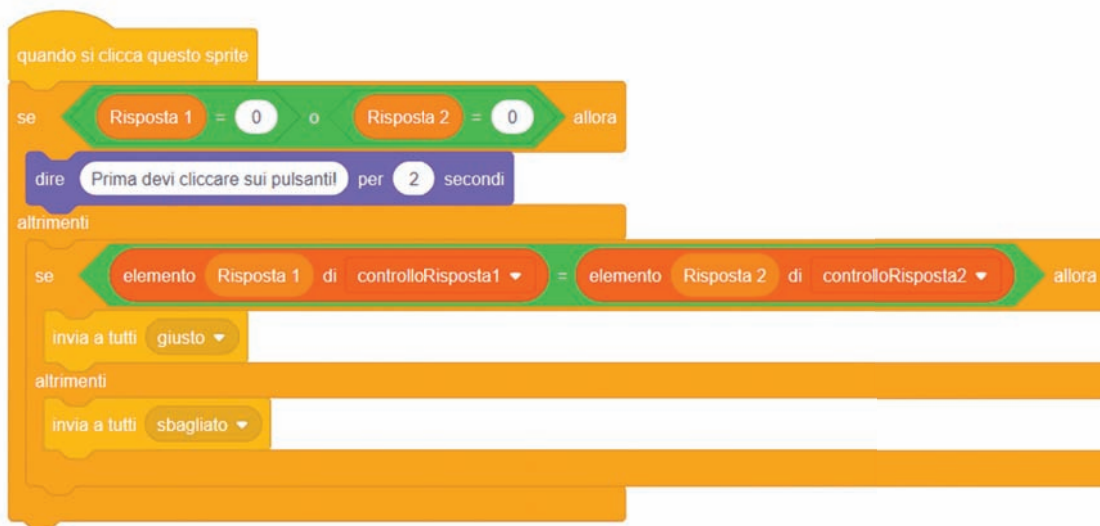 quando si clicca questo sprite
se Risposta 1 = 0 o Risposta 2 = 0 allora
dire Prima devi cliccare sui pulsanti! per 2 secondi
altrimenti
se elemento Risposta 1 di controlloRisposta1 = elemento Risposta 2 di controlloRisposta2 allora
invia a tutti giusto
altrimenti
invia a tutti sbagliato